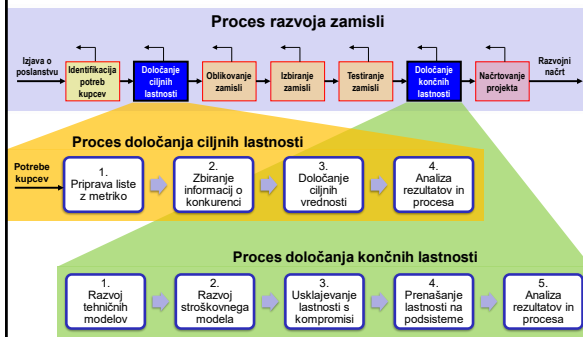 Proces razvoja zamisli
Izjava o
poslanstvu
Identifikacija
potreb
kupcev
Določanje
ciljnih
lastnosti
Oblikovanje
zamisli
Izbiranje
zamisli
Testiranje
zamisli
Določanje
končnih
lastnosti
Načrtovanje
projekta
Razvojni
načrt
Proces določanja ciljnih lastnosti
Potrebe
kupcev
1.
Priprava liste
z metriko
2.
Zbiranje
informacij o
konkurenci
3.
Določanje
ciljnih
vrednosti
4.
Analiza
rezultatov in
procesa
Proces določanja končnih lastnosti
1.
Razvoj
tehničnih
modelov
2.
Razvoj
stroškovnega
modela
3.
Usklajevanje
lastnosti s
kompromisi
4.
Prenašanje
lastnosti na
podsisteme
5.
Analiza
rezultatov in
procesa